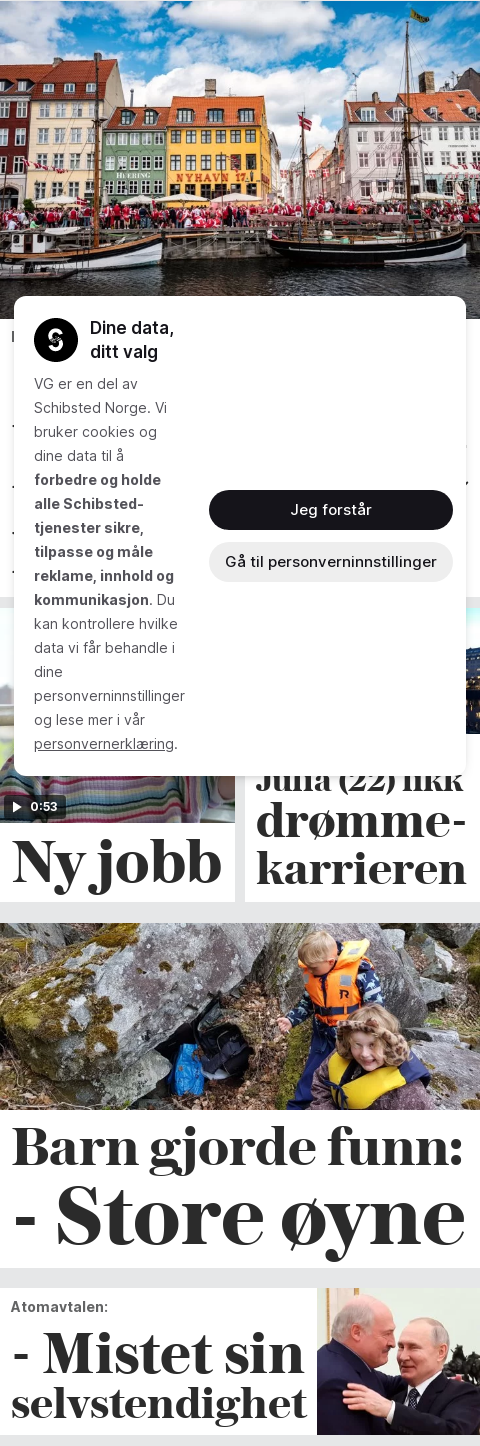 HEERING
NYHAVN 17
Dine data,
ditt valg
VG er en del av
Schibsted Norge. Vi
bruker cookies og
dine data til å
forbedre og holde
alle Schibsted-
tjenester sikre,
tilpasse og måle
reklame, innhold og
kommunikasjon. Du
kan kontrollere hvilke
data vi får behandle i
dine
personverninnstillinger
og lese mer i vår
personvernerklæring.
Jeg forstår
Gå til personverninnstillinger
0:53
Ny jobb
Julia (22) fikk
drømme-
karrieren
Barn gjorde funn:
- Store øyne
Atomavtalen:
- Mistet sin
selvstendighet